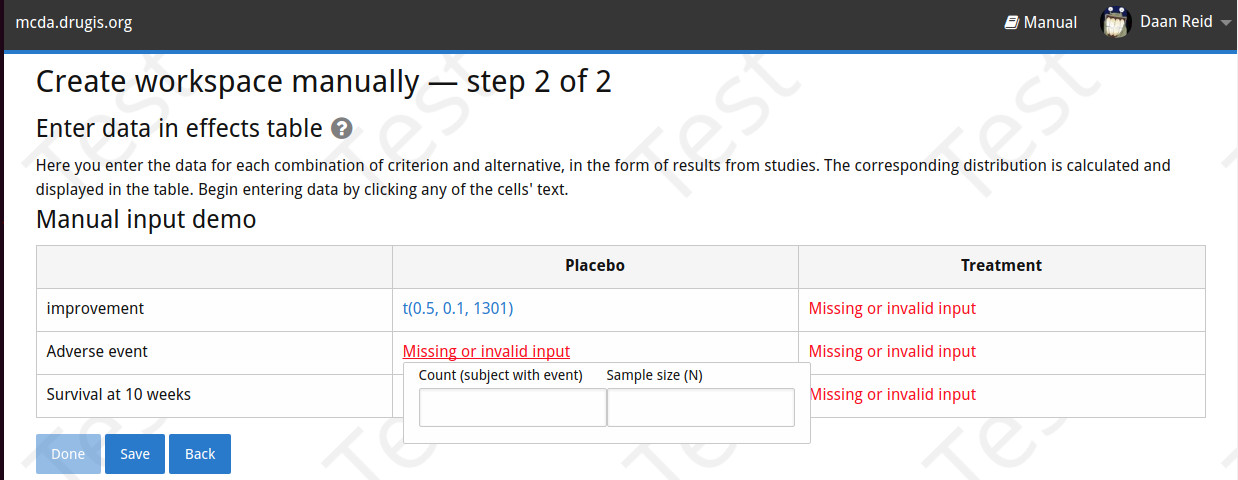 mcda.drugis.org
Manual
Daan Reid
Create workspace manually — step 2 of 2
Enter data in effects table ?
Here you enter the data for each combination of criterion and alternative, in the form of results from studies. The corresponding distribution is calculated and
displayed in the table. Begin entering data by clicking any of the cells' text.
Manual input demo
Placebo Treatment
improvement t(0.5, 0.1, 1301) Missing or invalid input
Adverse event Missing or invalid input Missing or invalid input
Count (subject with event) Sample size (N)
Survival at 10 weeks Missing or invalid input
Done Save Back
Test Test Test Test
Test Test Test Test